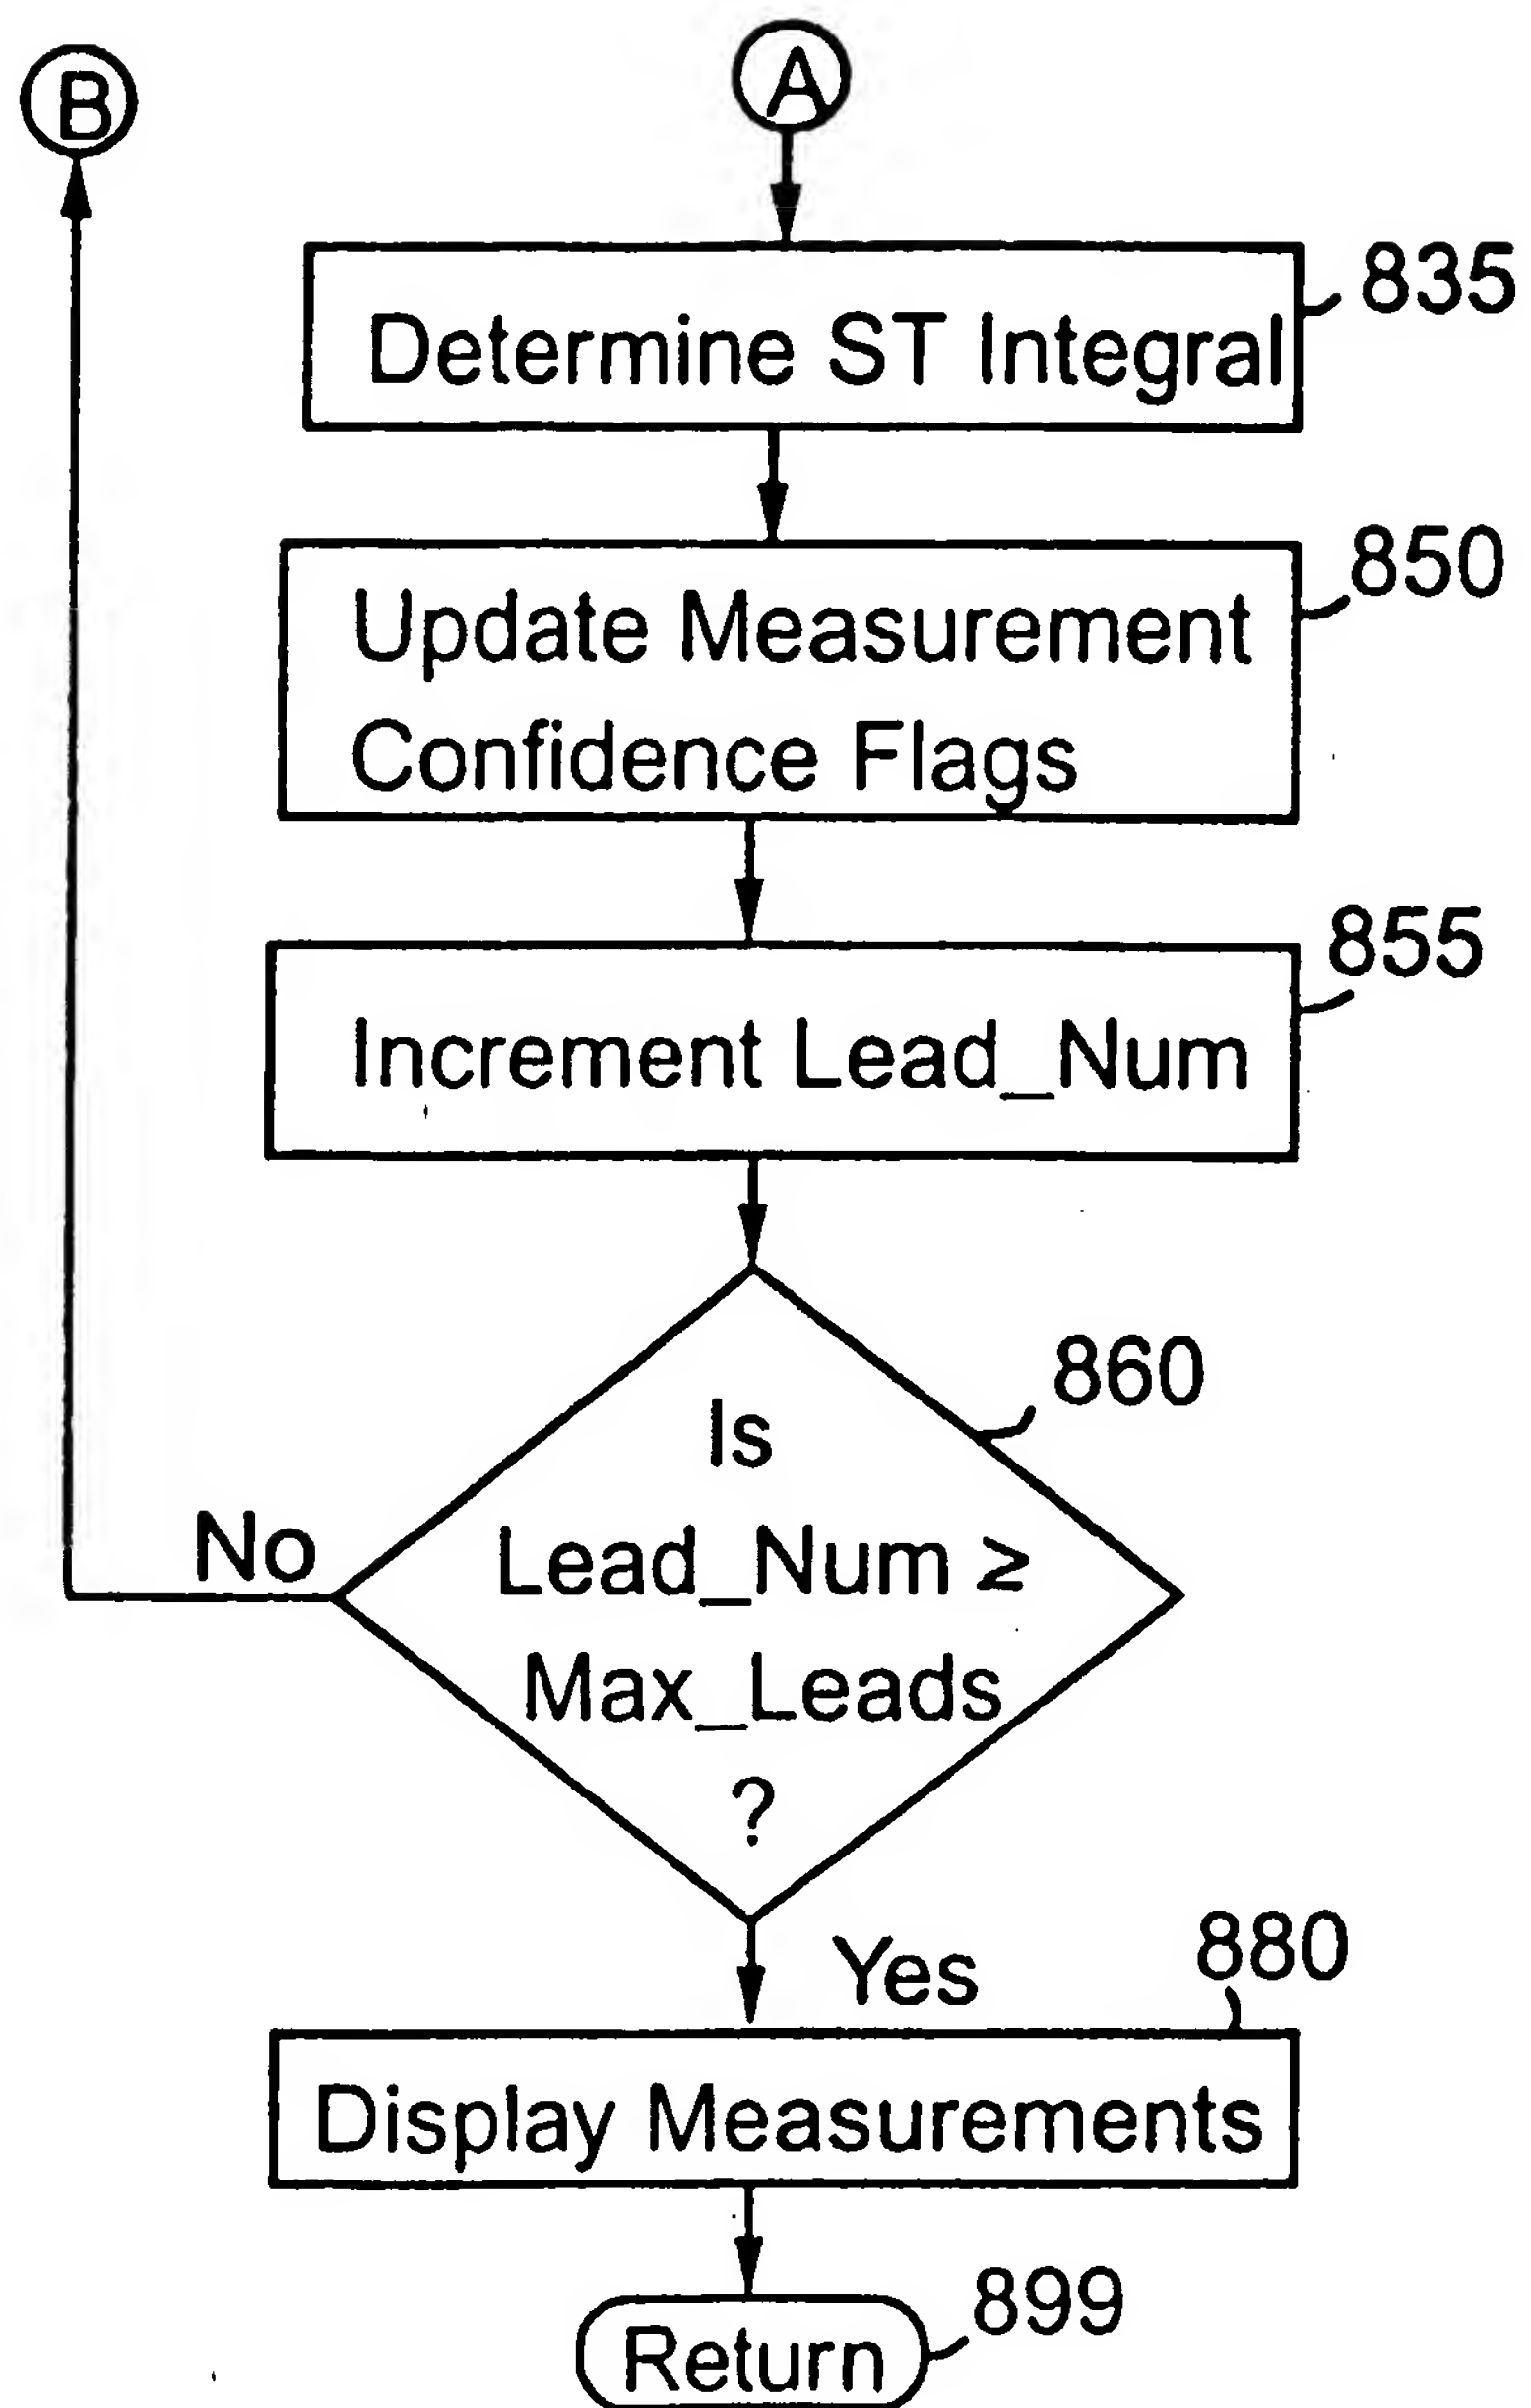 B
A
835
Determine ST Integral
850
Update Measurement
Confidence Flags
855
Increment Lead_Num
860
Is
Lead_Num ≥
Max_Leads
?
No
Yes
880
Display Measurements
899
Return